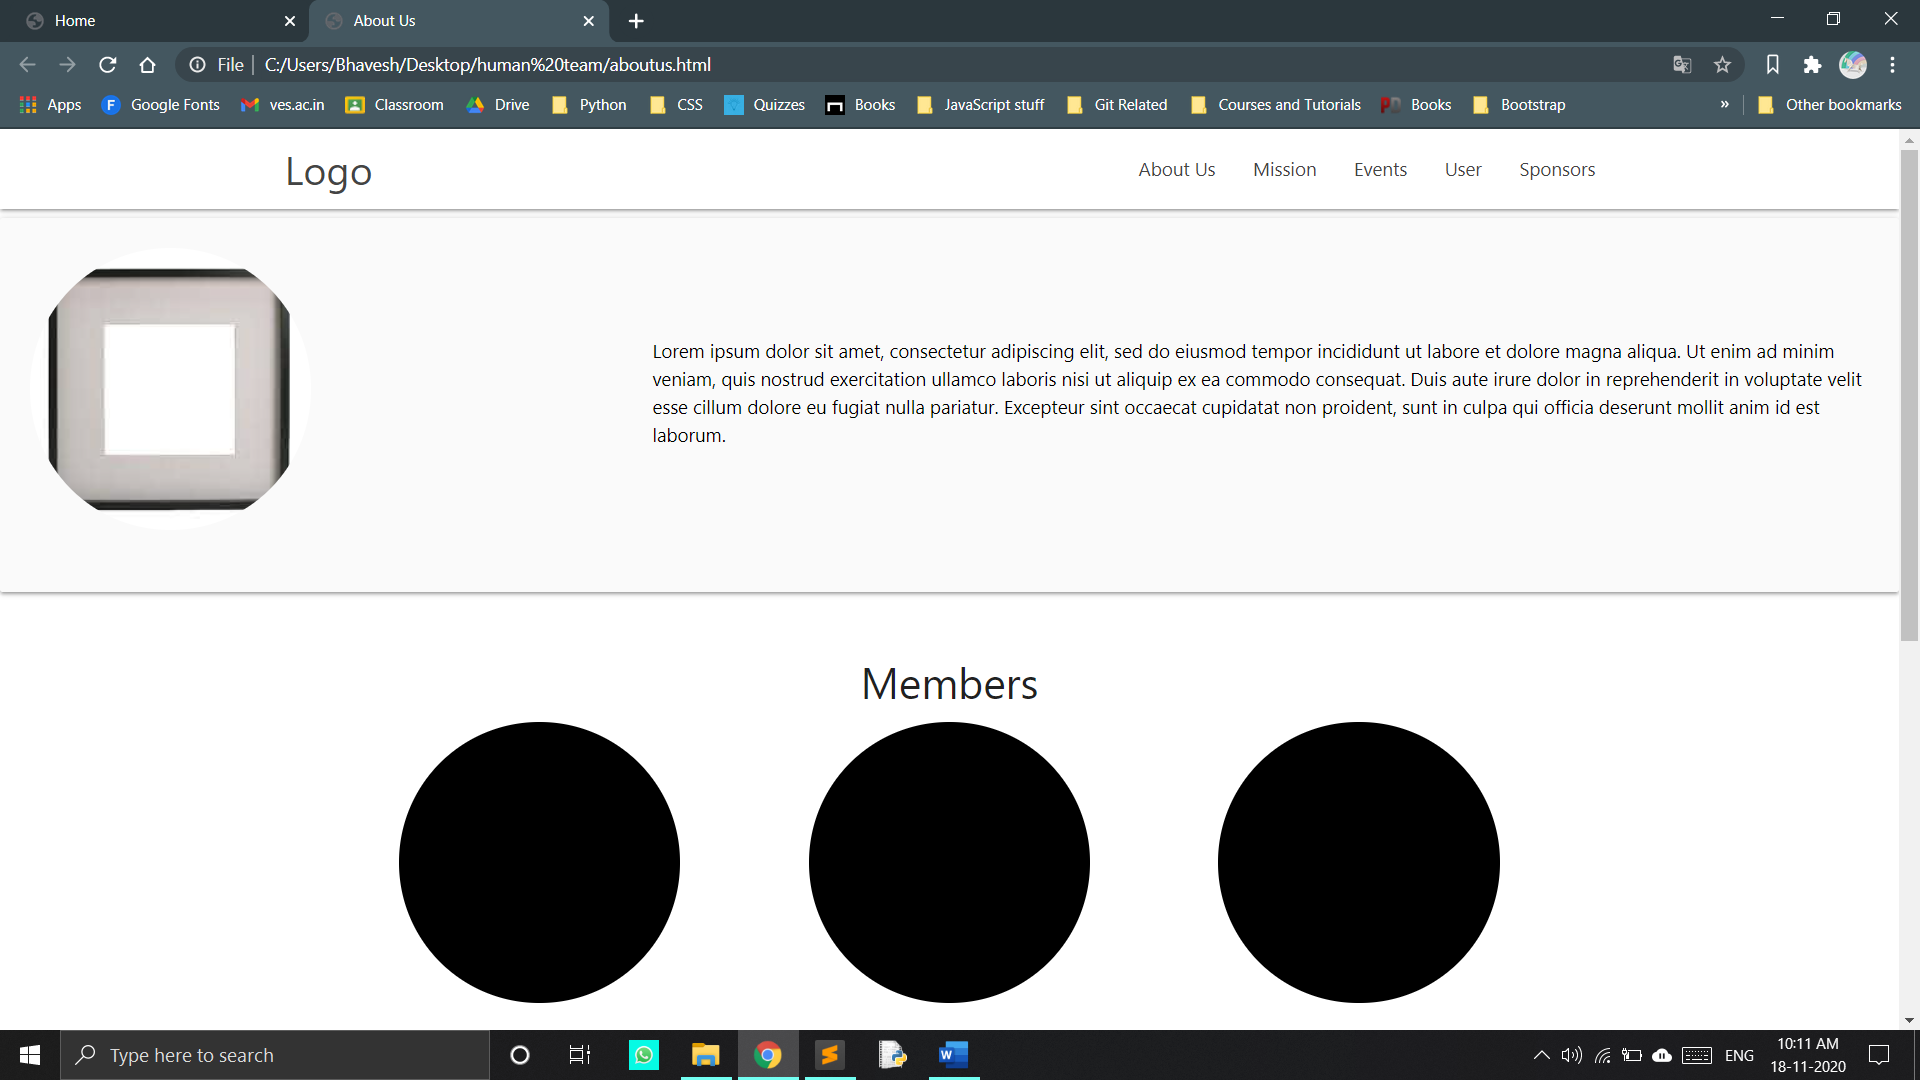 Home
About Us
File
C:/Users/Bhavesh/Desktop/human%20team/aboutus.html
Apps
Google Fonts
ves.ac.in
Classroom
Drive
Python
CSS
Quizzes
Books
JavaScript stuff
Git Related
Courses and Tutorials
Books
Bootstrap
»
Other bookmarks
Logo
About Us
Mission
Events
User
Sponsors
Lorem ipsum dolor sit amet, consectetur adipiscing elit, sed do eiusmod tempor incididunt ut labore et dolore magna aliqua. Ut enim ad minim
veniam, quis nostrud exercitation ullamco laboris nisi ut aliquip ex ea commodo consequat. Duis aute irure dolor in reprehenderit in voluptate velit
esse cillum dolore eu fugiat nulla pariatur. Excepteur sint occaecat cupidatat non proident, sunt in culpa qui officia deserunt mollit anim id est
laborum.
Members
Type here to search
ENG
10:11 AM
18-11-2020